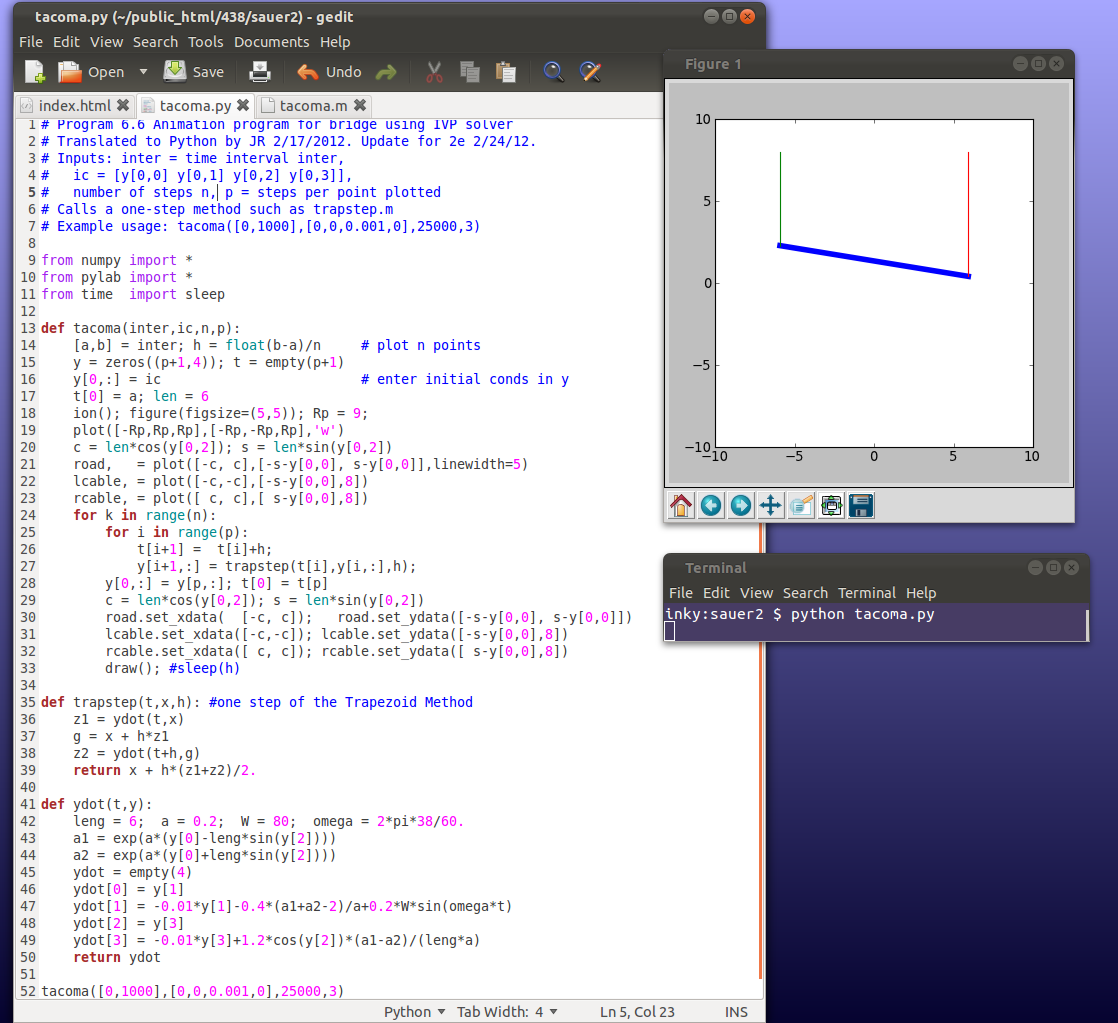 tacoma.py (~/public_html/438/sauer2) - gedit
File Edit View Search Tools Documents Help
Open Save Undo
index.html tacoma.py tacoma.m
1 # Program 6.6 Animation program for bridge using IVP solver
2 # Translated to Python by JR 2/17/2012. Update for 2e 2/24/12.
3 # Inputs: inter = time interval inter,
4 #   ic = [y[0,0] y[0,1] y[0,2] y[0,3]],
5 #   number of steps n, p = steps per point plotted
6 # Calls a one-step method such as trapstep.m
7 # Example usage: tacoma([0,1000],[0,0,0.001,0],25000,3)
8
9 from numpy import *
10 from pylab import *
11 from time  import sleep
12
13 def tacoma(inter,ic,n,p):
14     [a,b] = inter; h = float(b-a)/n     # plot n points
15     y = zeros((p+1,4)); t = empty(p+1)
16     y[0,:] = ic                         # enter initial conds in y
17     t[0] = a; len = 6
18     ion(); figure(figsize=(5,5)); Rp = 9;
19     plot([-Rp,Rp,Rp],[-Rp,-Rp,Rp],'w')
20     c = len*cos(y[0,2]); s = len*sin(y[0,2])
21     road,   = plot([-c, c],[-s-y[0,0], s-y[0,0]],linewidth=5)
22     lcable, = plot([-c,-c],[-s-y[0,0],8])
23     rcable, = plot([ c, c],[ s-y[0,0],8])
24     for k in range(n):
25         for i in range(p):
26             t[i+1] =  t[i]+h;
27             y[i+1,:] = trapstep(t[i],y[i,:],h);
28         y[0,:] = y[p,:]; t[0] = t[p]
29         c = len*cos(y[0,2]); s = len*sin(y[0,2])
30         road.set_xdata(  [-c, c]);   road.set_ydata([-s-y[0,0], s-y[0,0]])
31         lcable.set_xdata([-c,-c]); lcable.set_ydata([-s-y[0,0],8])
32         rcable.set_xdata([ c, c]); rcable.set_ydata([ s-y[0,0],8])
33         draw(); #sleep(h)
34
35 def trapstep(t,x,h): #one step of the Trapezoid Method
36     z1 = ydot(t,x)
37     g = x + h*z1
38     z2 = ydot(t+h,g)
39     return x + h*(z1+z2)/2.
40
41 def ydot(t,y):
42     leng = 6;  a = 0.2;  W = 80;  omega = 2*pi*38/60.
43     a1 = exp(a*(y[0]-leng*sin(y[2])))
44     a2 = exp(a*(y[0]+leng*sin(y[2])))
45     ydot = empty(4)
46     ydot[0] = y[1]
47     ydot[1] = -0.01*y[1]-0.4*(a1+a2-2)/a+0.2*W*sin(omega*t)
48     ydot[2] = y[3]
49     ydot[3] = -0.01*y[3]+1.2*cos(y[2])*(a1-a2)/(leng*a)
50     return ydot
51
52 tacoma([0,1000],[0,0,0.001,0],25000,3)
Python Tab Width: 4 Ln 5, Col 23 INS
Figure 1
10
5
0
−5
−10
−10 −5 0 5 10
Terminal
File Edit View Search Terminal Help
inky:sauer2 $ python tacoma.py